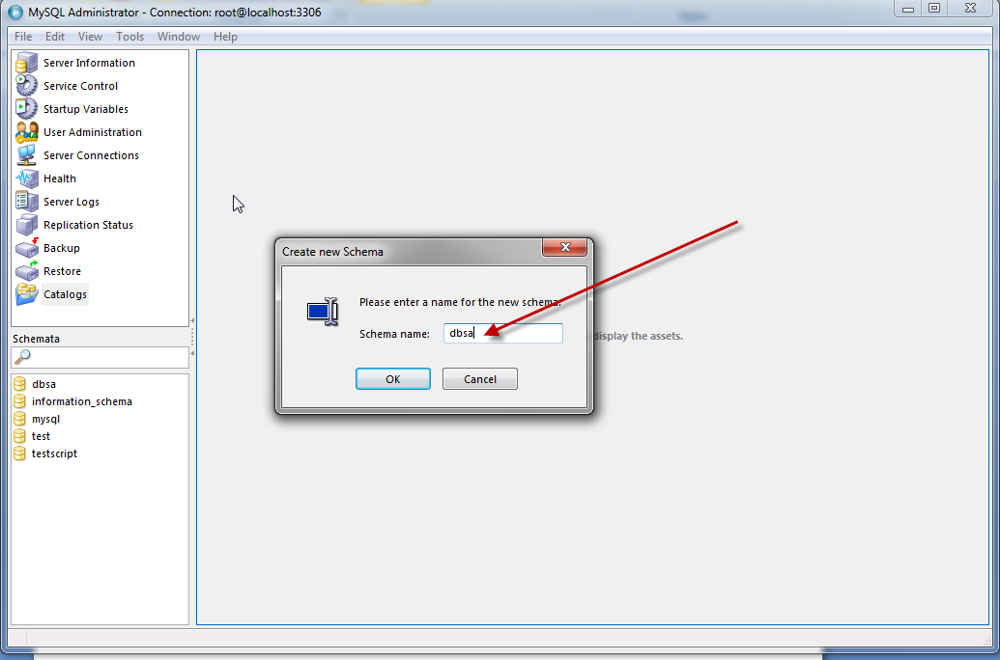 MySQL Administrator - Connection: root@localhost:3306
File Edit View Tools Window Help
Server Information
Service Control
Startup Variables
User Administration
Server Connections
Health
Server Logs
Replication Status
Backup
Restore
Catalogs
Schemata
dbsa
information_schema
mysql
test
testscript
Create new Schema
Please enter a name for the new schema.
Schema name: dbsa
OK Cancel
display the assets.